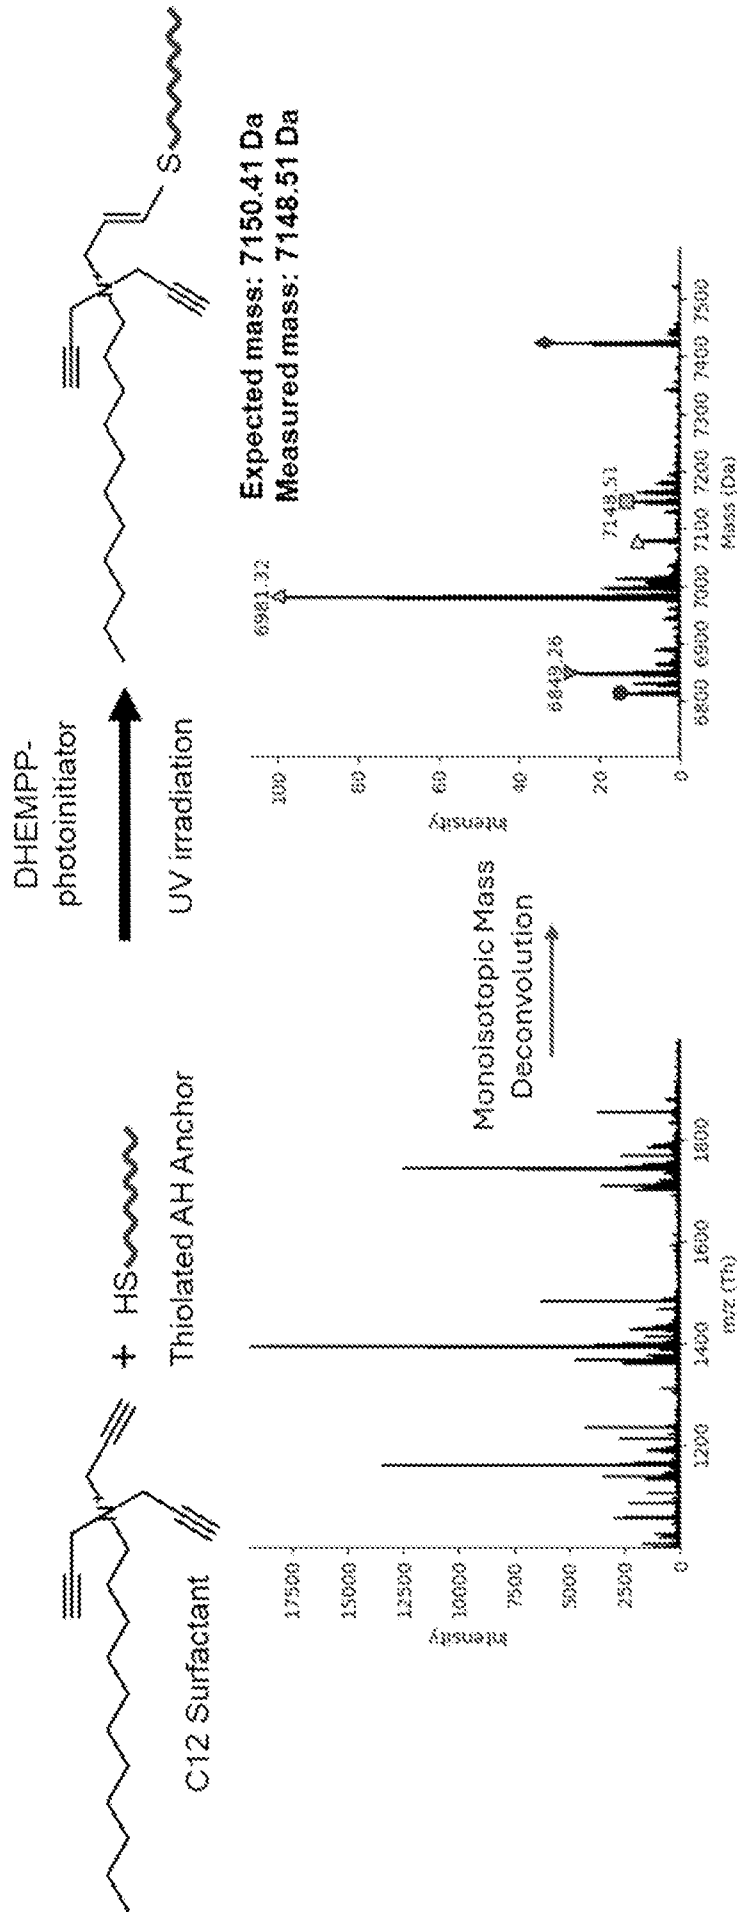 N+
+ HS
C12 Surfactant
Thiolated AH Anchor
DHEMPP-
photoinitiator
UV irradiation
N+
S
Expected mass: 7150.41 Da
Measured mass: 7148.51 Da
Intensity
17500
15000
12500
10000
7500
5000
2500
0
1200
1400
1600
1800
m/z (Th)
Monoisotopic Mass
Deconvolution
Intensity
100
80
60
40
20
0
6981.32
6849.26
7148.51
6800
6900
7000
7100
7200
7300
7400
7500
Mass (Da)